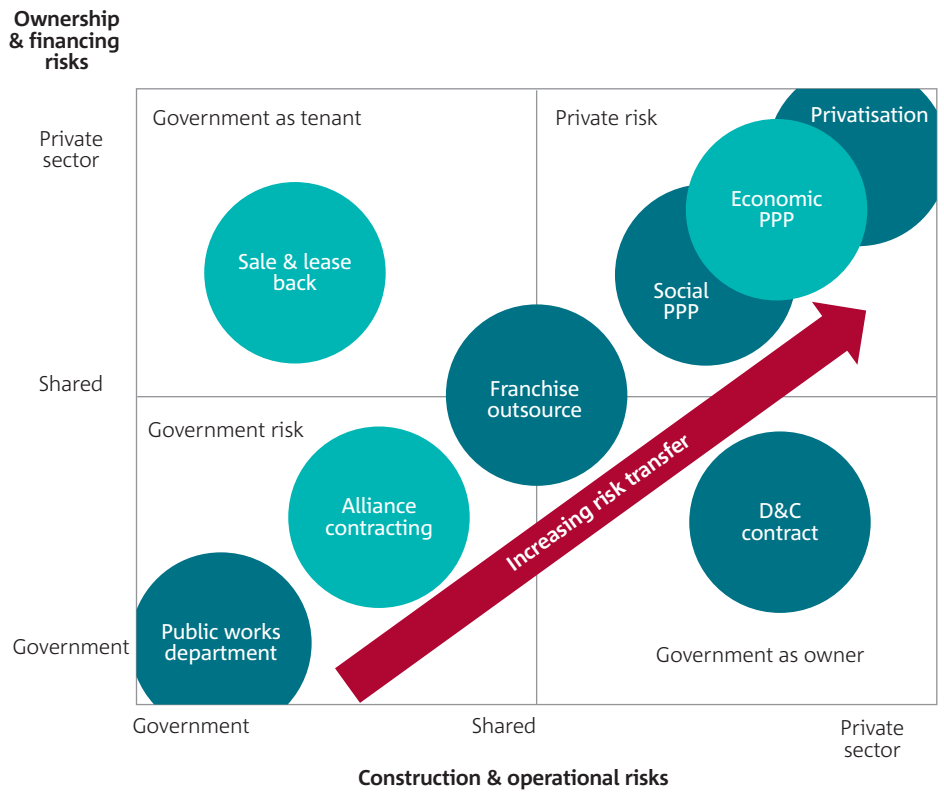 Ownership
& financing
risks
Government as tenant
Private risk
Privatisation
Private
sector
Economic
PPP
Sale & lease
back
Social
PPP
Shared
Franchise
outsource
Government risk
Increasing risk transfer
Alliance
contracting
D&C
contract
Public works
department
Government
Government as owner
Government
Shared
Private
sector
Construction & operational risks